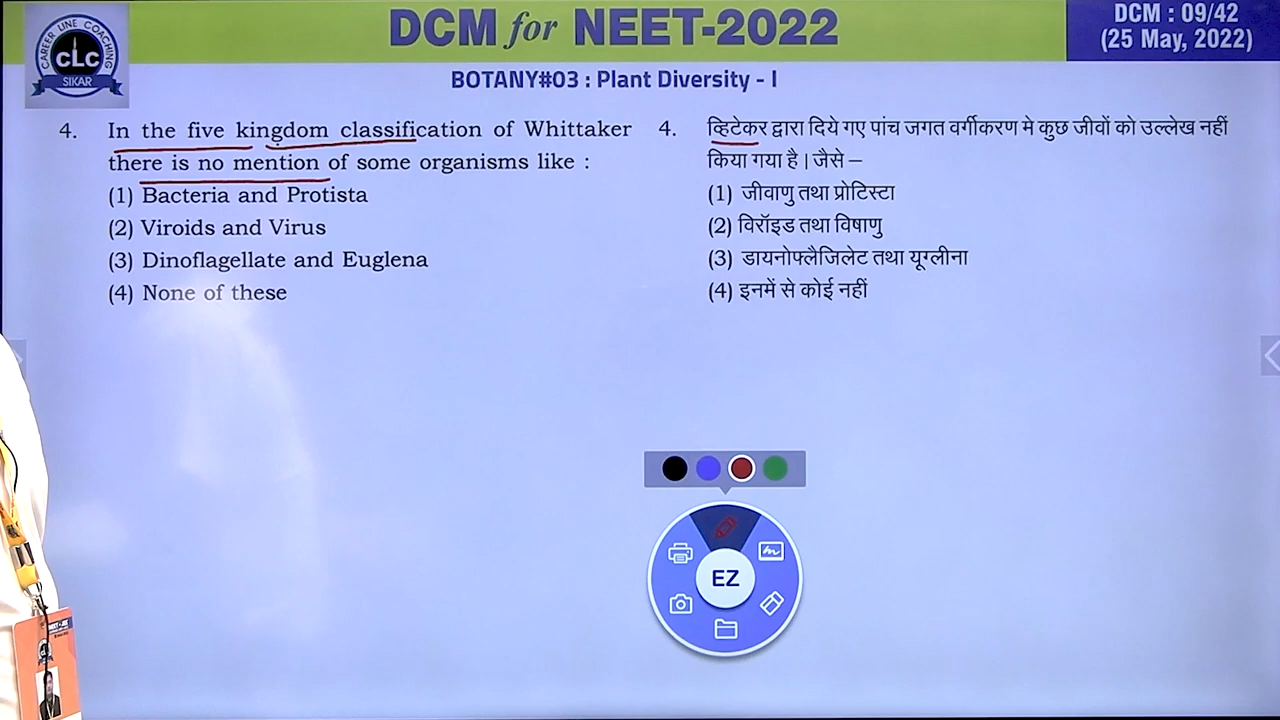 DCM for NEET-2022
DCM : 09/42
(25 May, 2022)
CAREER LINE COACHING
CLC
SIKAR
BOTANY#03 : Plant Diversity - I
4. In the five kingdom classification of Whittaker
there is no mention of some organisms like :
(1) Bacteria and Protista
(2) Viroids and Virus
(3) Dinoflagellate and Euglena
(4) None of these
4. व्हिटेकर द्वारा दिये गए पांच जगत वर्गीकरण मे कुछ जीवों को उल्लेख नहीं
किया गया है | जैसे –
(1) जीवाणु तथा प्रोटिस्टा
(2) विरॉइड तथा विषाणु
(3) डायनोफ्लैजिलेट तथा यूग्लीना
(4) इनमें से कोई नहीं
EZ